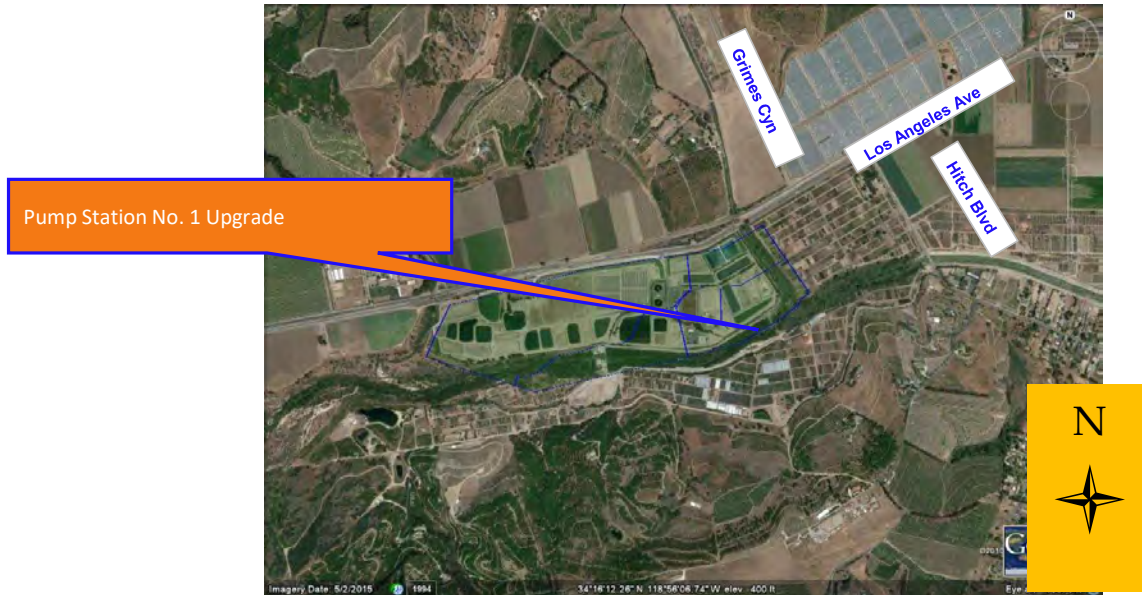 N
Grimes Cyn
Los Angeles Ave
Hitch Blvd
Pump Station No. 1 Upgrade
N
Imagery Date: 5/2/2015
1994
34°16'12.26" N 118°56'06.74" W elev 400 ft
Eye